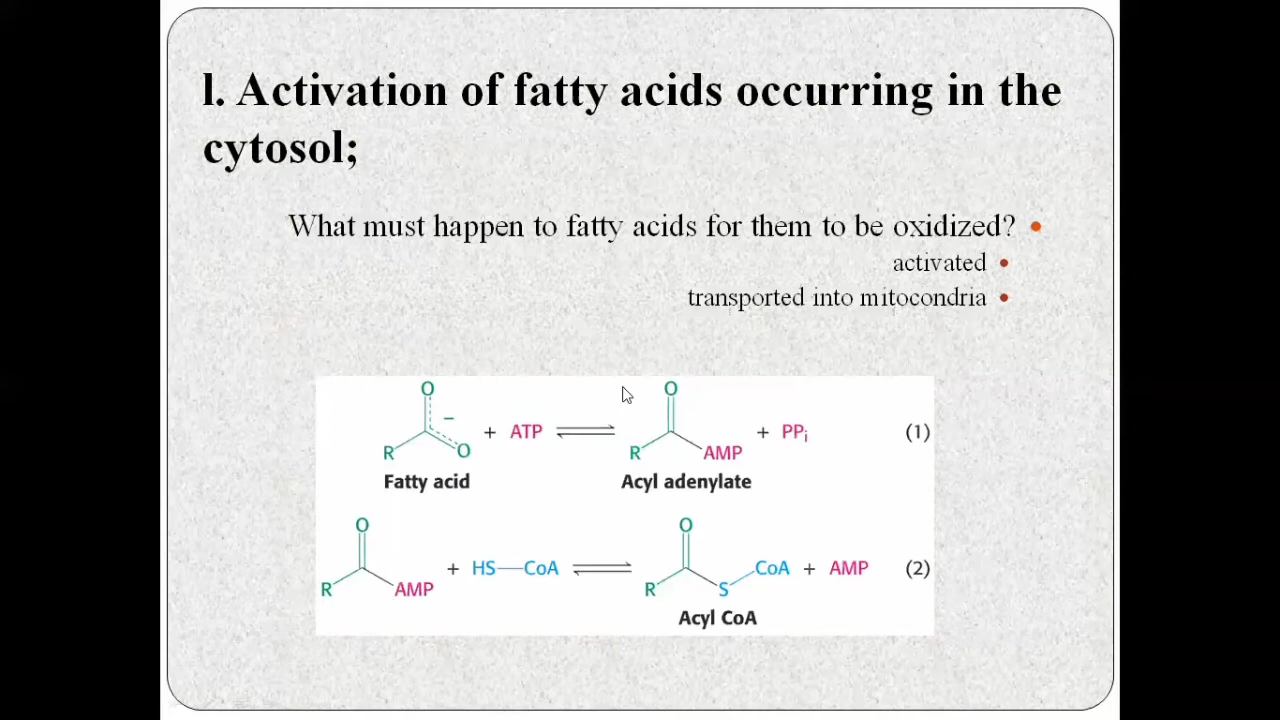 l. Activation of fatty acids occurring in the
cytosol;
What must happen to fatty acids for them to be oxidized? •
activated •
transported into mitocondria •
O
−
R O + ATP ⇌ O R AMP + PPi (1)
Fatty acid Acyl adenylate
O O
R AMP + HS—CoA ⇌ R S CoA + AMP (2)
Acyl CoA